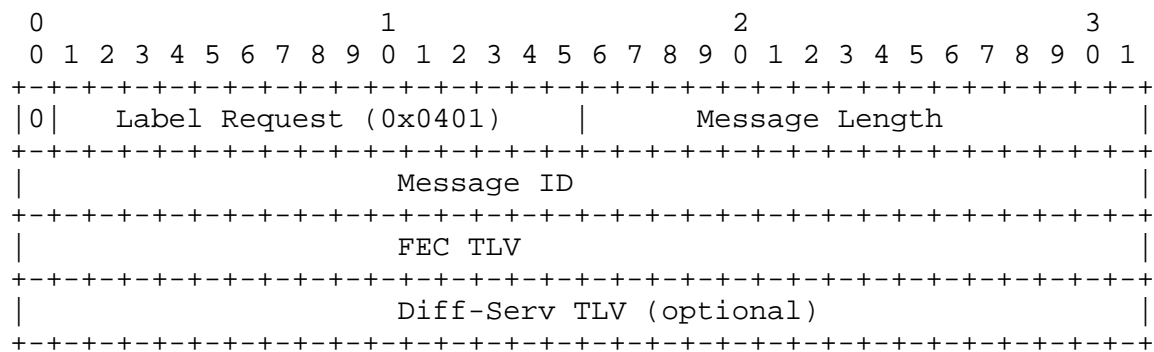 0                   1                   2                   3
 0 1 2 3 4 5 6 7 8 9 0 1 2 3 4 5 6 7 8 9 0 1 2 3 4 5 6 7 8 9 0 1
+-+-+-+-+-+-+-+-+-+-+-+-+-+-+-+-+-+-+-+-+-+-+-+-+-+-+-+-+-+-+-+-+
|0|   Label Request (0x0401)    |      Message Length           |
+-+-+-+-+-+-+-+-+-+-+-+-+-+-+-+-+-+-+-+-+-+-+-+-+-+-+-+-+-+-+-+-+
|                     Message ID                                |
+-+-+-+-+-+-+-+-+-+-+-+-+-+-+-+-+-+-+-+-+-+-+-+-+-+-+-+-+-+-+-+-+
|                     FEC TLV                                   |
+-+-+-+-+-+-+-+-+-+-+-+-+-+-+-+-+-+-+-+-+-+-+-+-+-+-+-+-+-+-+-+-+
|                     Diff-Serv TLV (optional)                  |
+-+-+-+-+-+-+-+-+-+-+-+-+-+-+-+-+-+-+-+-+-+-+-+-+-+-+-+-+-+-+-+-+